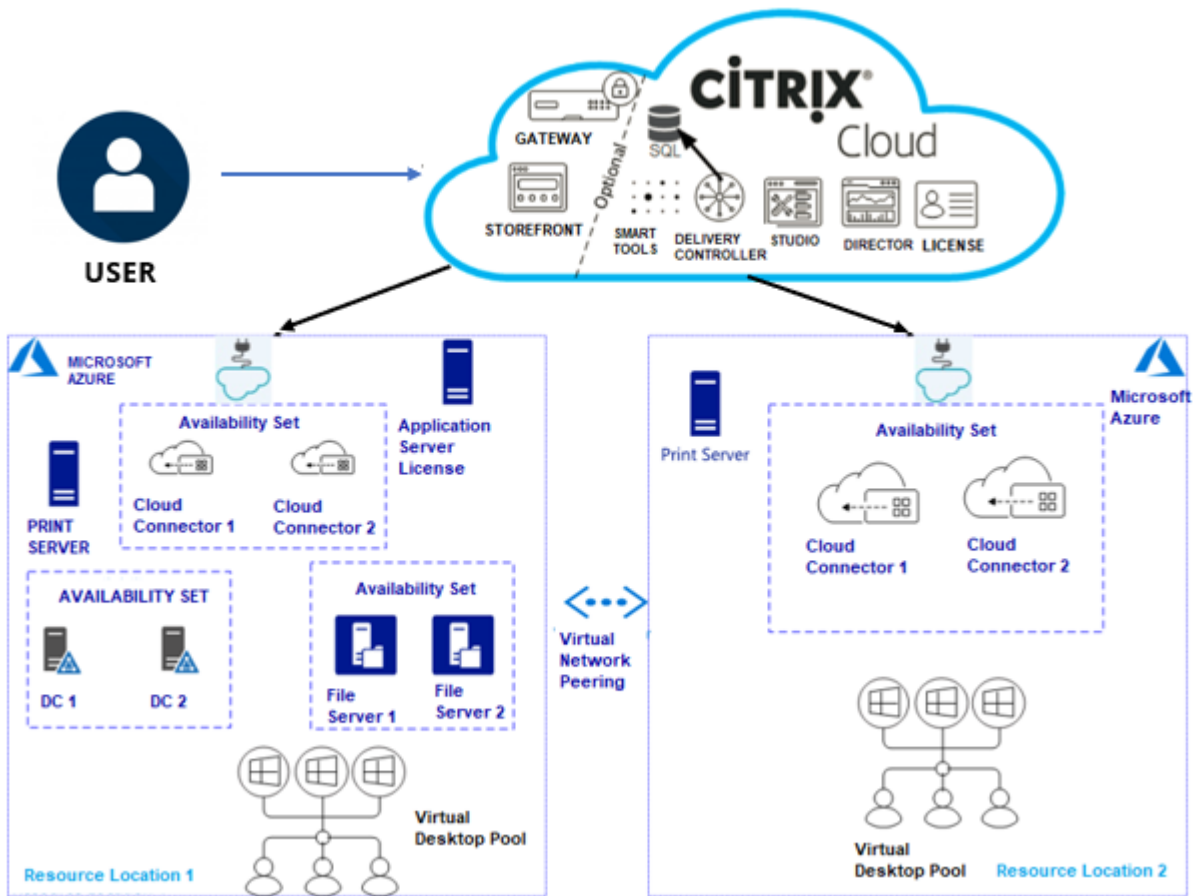 CİTRIX®
Cloud
GATEWAY
SQL
Optional
STOREFRONT
SMART
TOOLS
DELIVERY
CONTROLLER
STUDIO
DIRECTOR
LICENSE
USER
MICROSOFT
AZURE
Availability Set
Application
Server
License
Cloud
Connector 1
Cloud
Connector 2
PRINT
SERVER
AVAILABILITY SET
DC 1
DC 2
Availability Set
File
Server 1
File
Server 2
Virtual
Desktop Pool
Resource Location 1
Virtual
Network
Peering
Microsoft
Azure
Print Server
Availability Set
Cloud
Connector 1
Cloud
Connector 2
Virtual
Desktop Pool
Resource Location 2